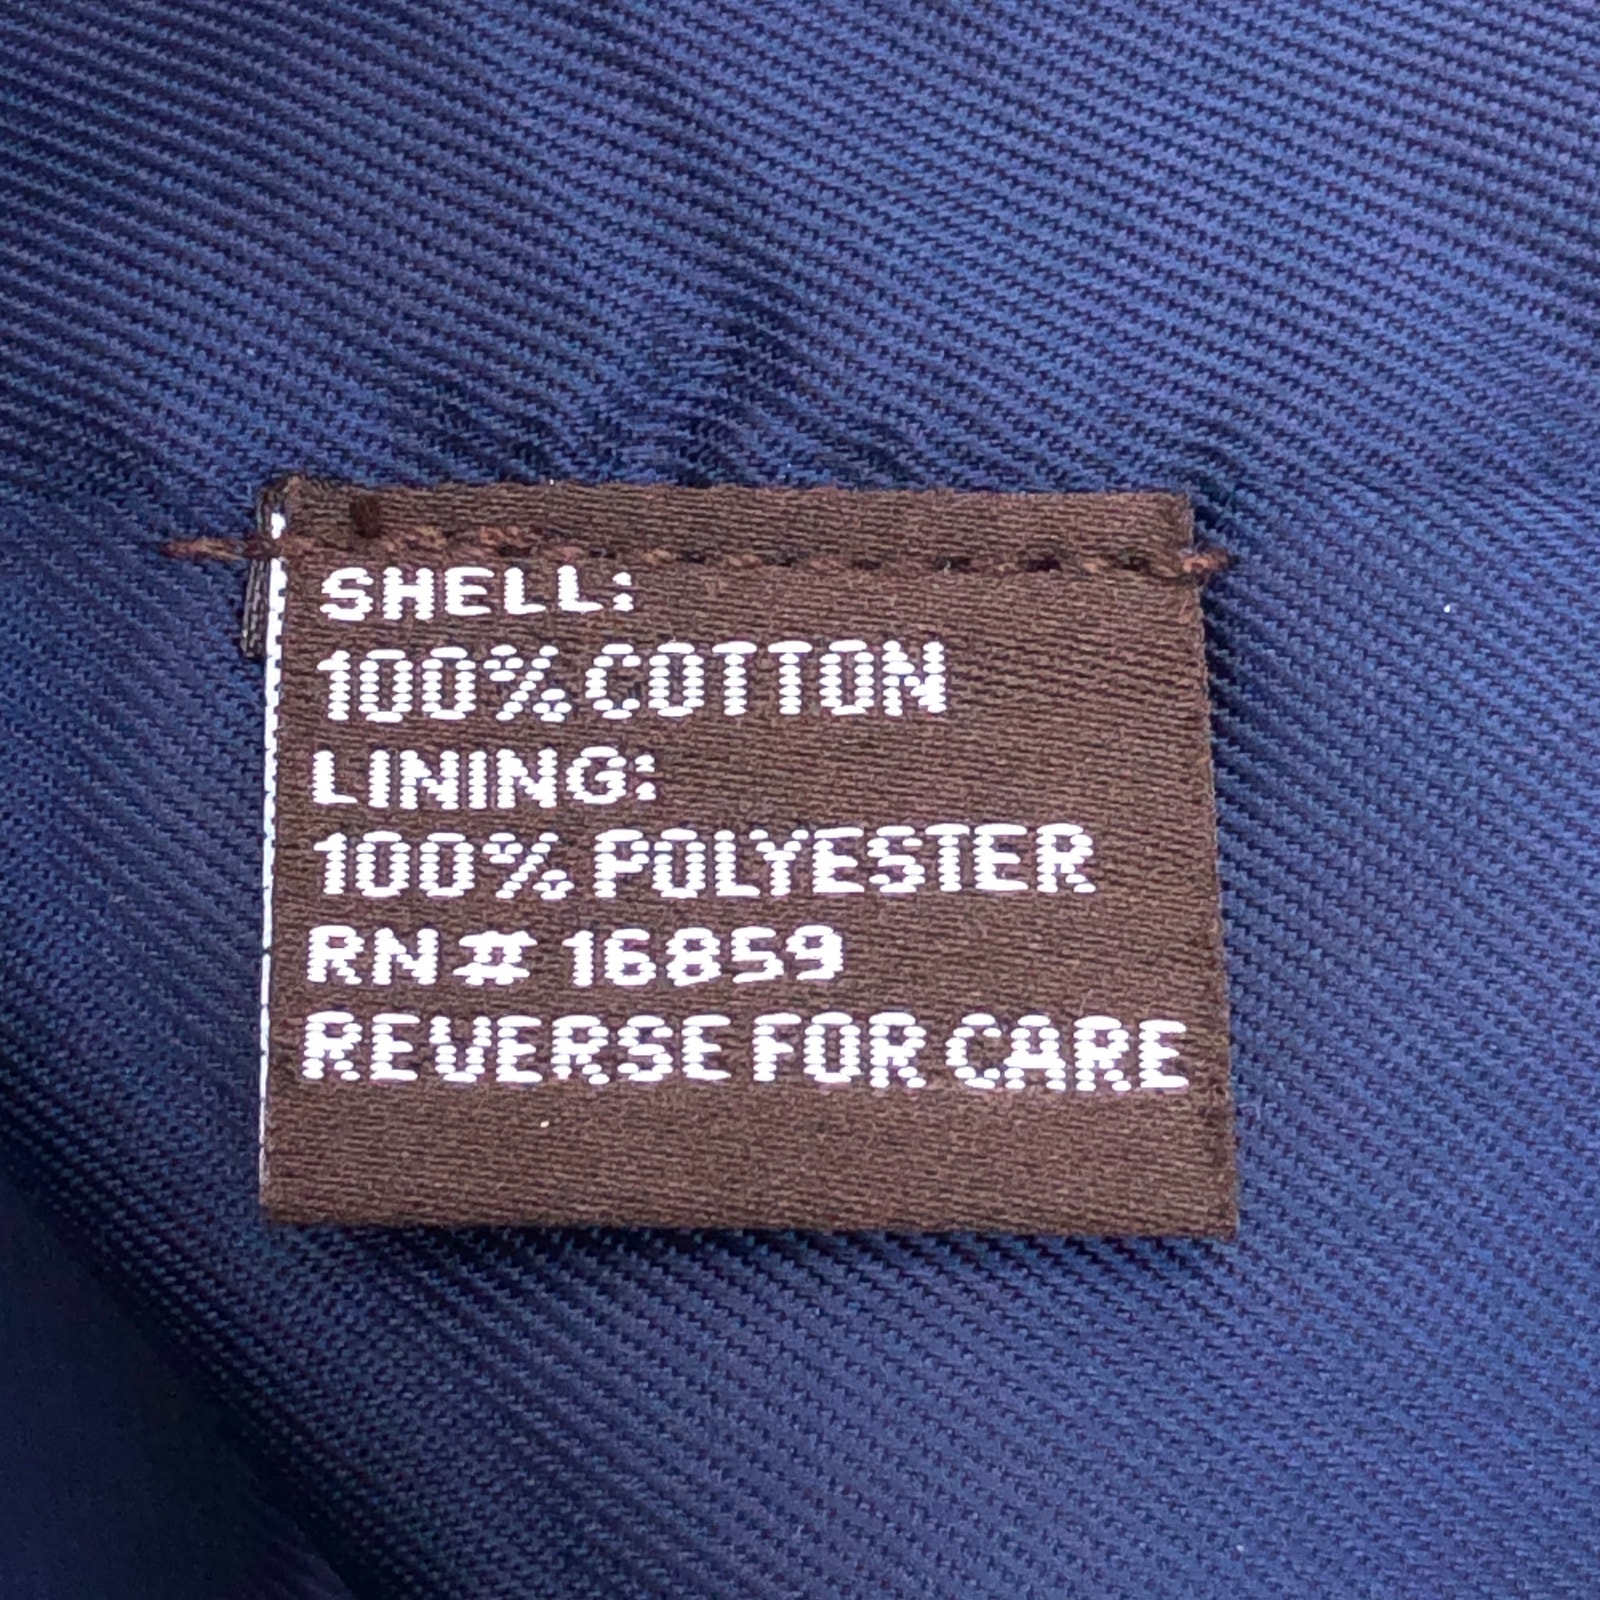 SHELL:
100% COTTON
LINING:
100% POLYESTER
RN# 16859
REVERSE FOR CARE